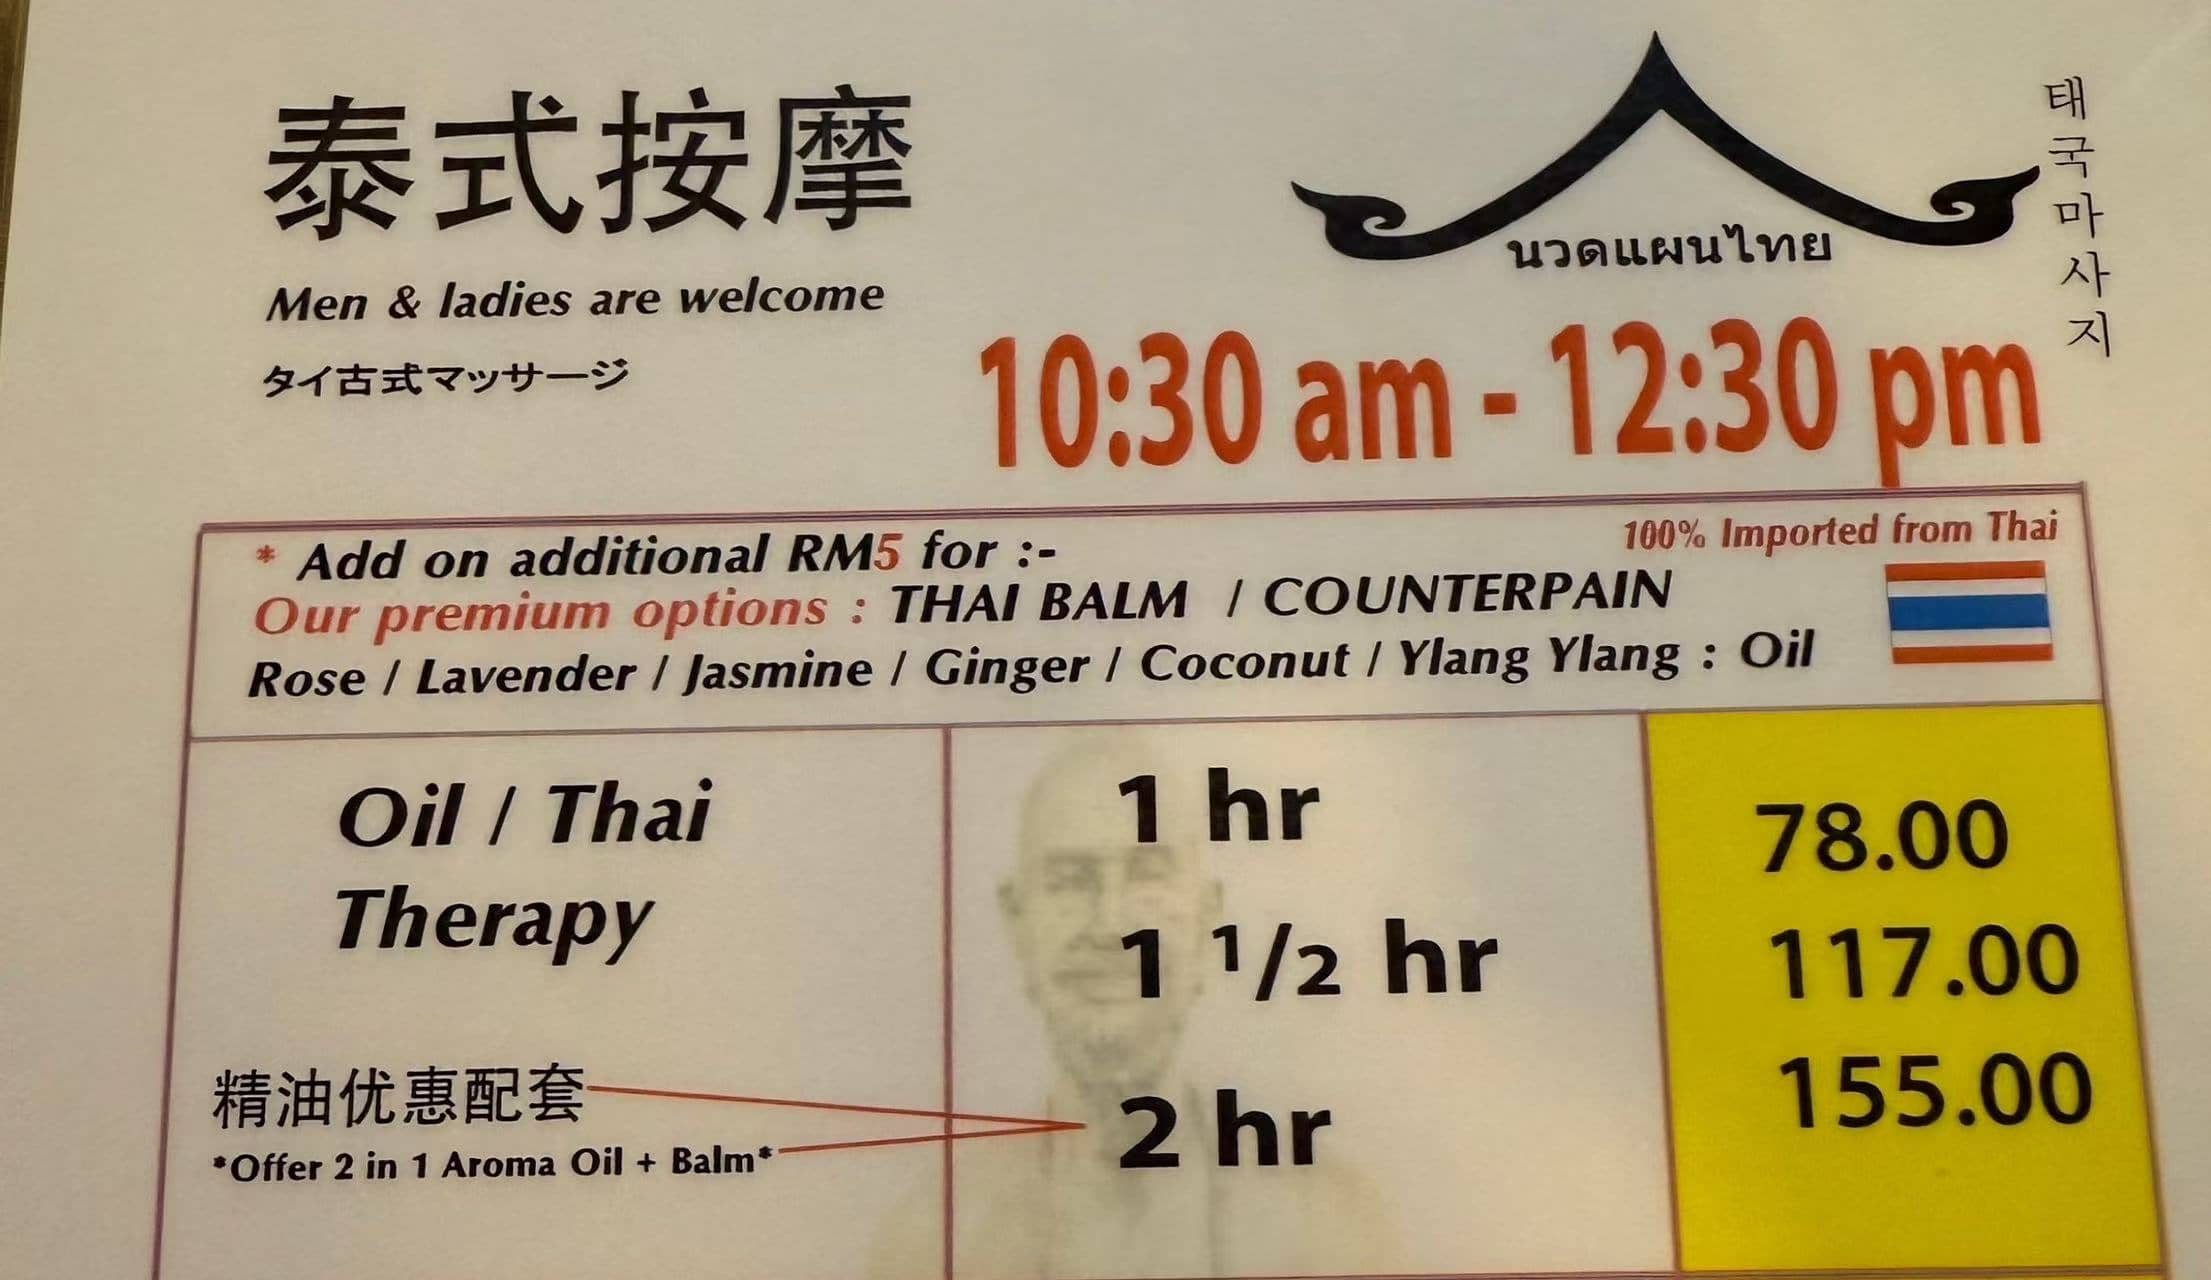 泰式按摩
นวดแผนไทย
태국마사지
Men & ladies are welcome
タイ古式マッサージ
10:30 am - 12:30 pm
* Add on additional RM5 for :-
100% Imported from Thai
Our premium options : THAI BALM / COUNTERPAIN
Rose / Lavender / Jasmine / Ginger / Coconut / Ylang Ylang : Oil
Oil / Thai
Therapy
1 hr
78.00
1 1/2 hr
117.00
精油优惠配套
*Offer 2 in 1 Aroma Oil + Balm*
2 hr
155.00